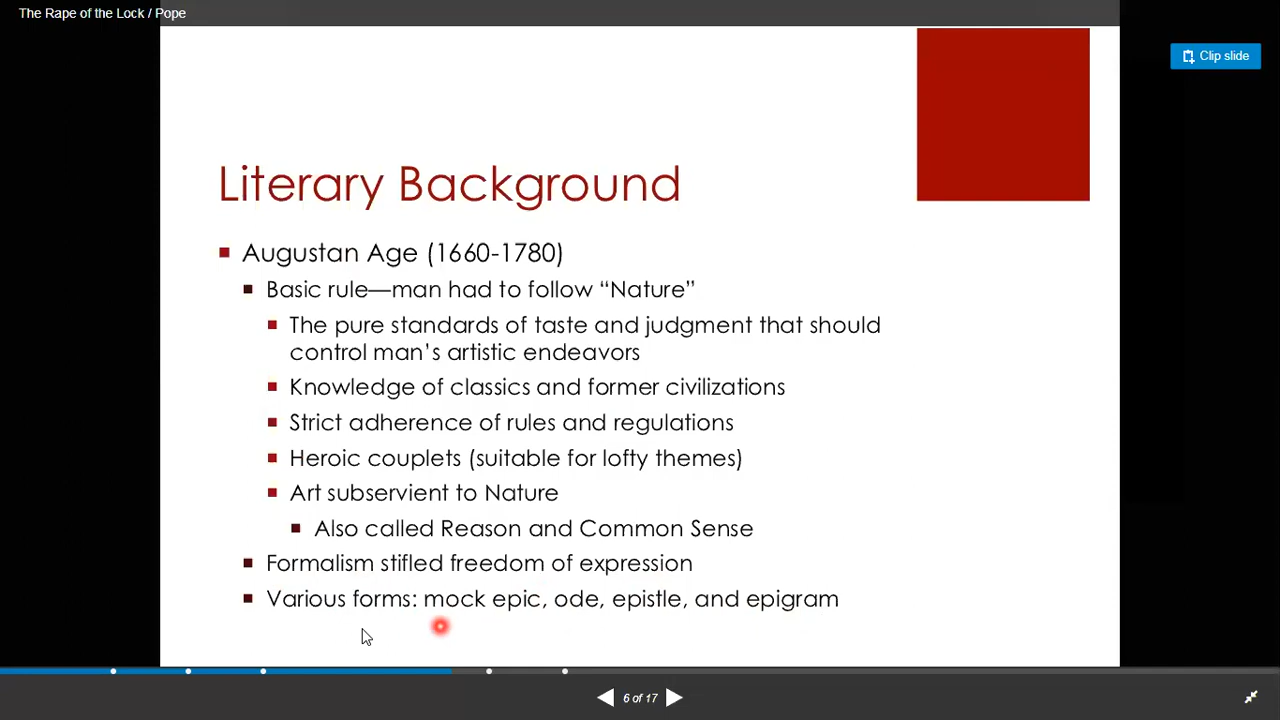 The Rape of the Lock / Pope
Clip slide
Literary Background
Augustan Age (1660-1780)
Basic rule—man had to follow “Nature”
The pure standards of taste and judgment that should
control man’s artistic endeavors
Knowledge of classics and former civilizations
Strict adherence of rules and regulations
Heroic couplets (suitable for lofty themes)
Art subservient to Nature
Also called Reason and Common Sense
Formalism stifled freedom of expression
Various forms: mock epic, ode, epistle, and epigram
6 of 17